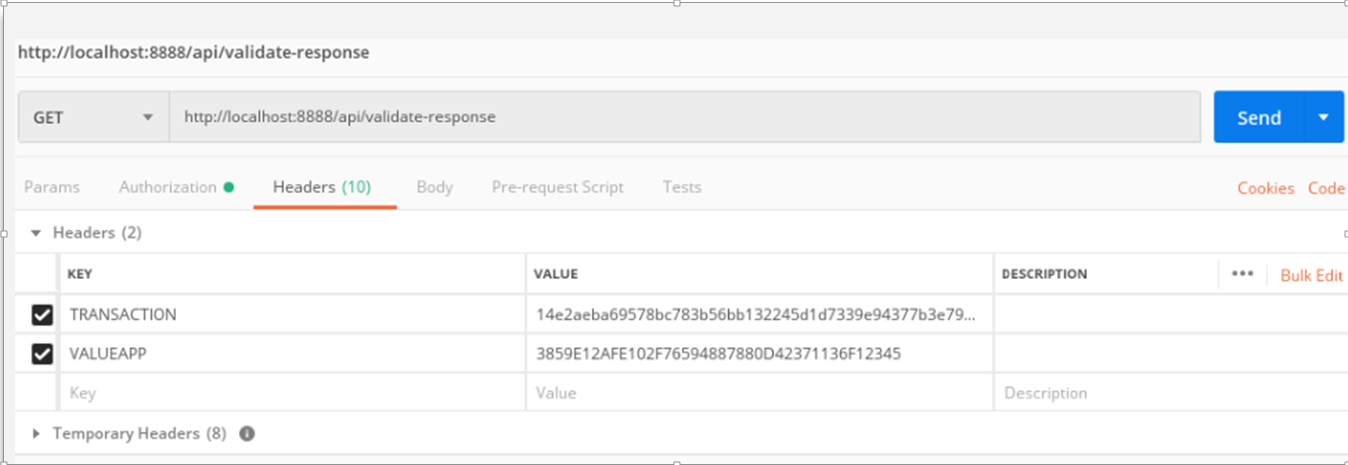 http://localhost:8888/api/validate-response
GET http://localhost:8888/api/validate-response Send
Params Authorization Headers (10) Body Pre-request Script Tests Cookies Code
Headers (2)
KEY VALUE DESCRIPTION ••• Bulk Edit
TRANSACTION 14e2aeba69578bc783b56bb132245d1d7339e94377b3e79...
VALUEAPP 3859E12AFE102F76594887880D42371136F12345
Key Value Description
Temporary Headers (8) i